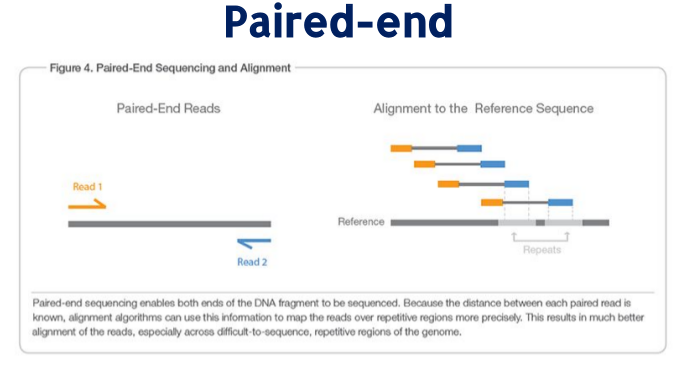 Paired-end
Figure 4. Paired-End Sequencing and Alignment
Paired-End Reads
Alignment to the Reference Sequence
Read 1
Read 2
Reference
Repeats
Paired-end sequencing enables both ends of the DNA fragment to be sequenced. Because the distance between each paired read is
known, alignment algorithms can use this information to map the reads over repetitive regions more precisely. This results in much better
alignment of the reads, especially across difficult-to-sequence, repetitive regions of the genome.